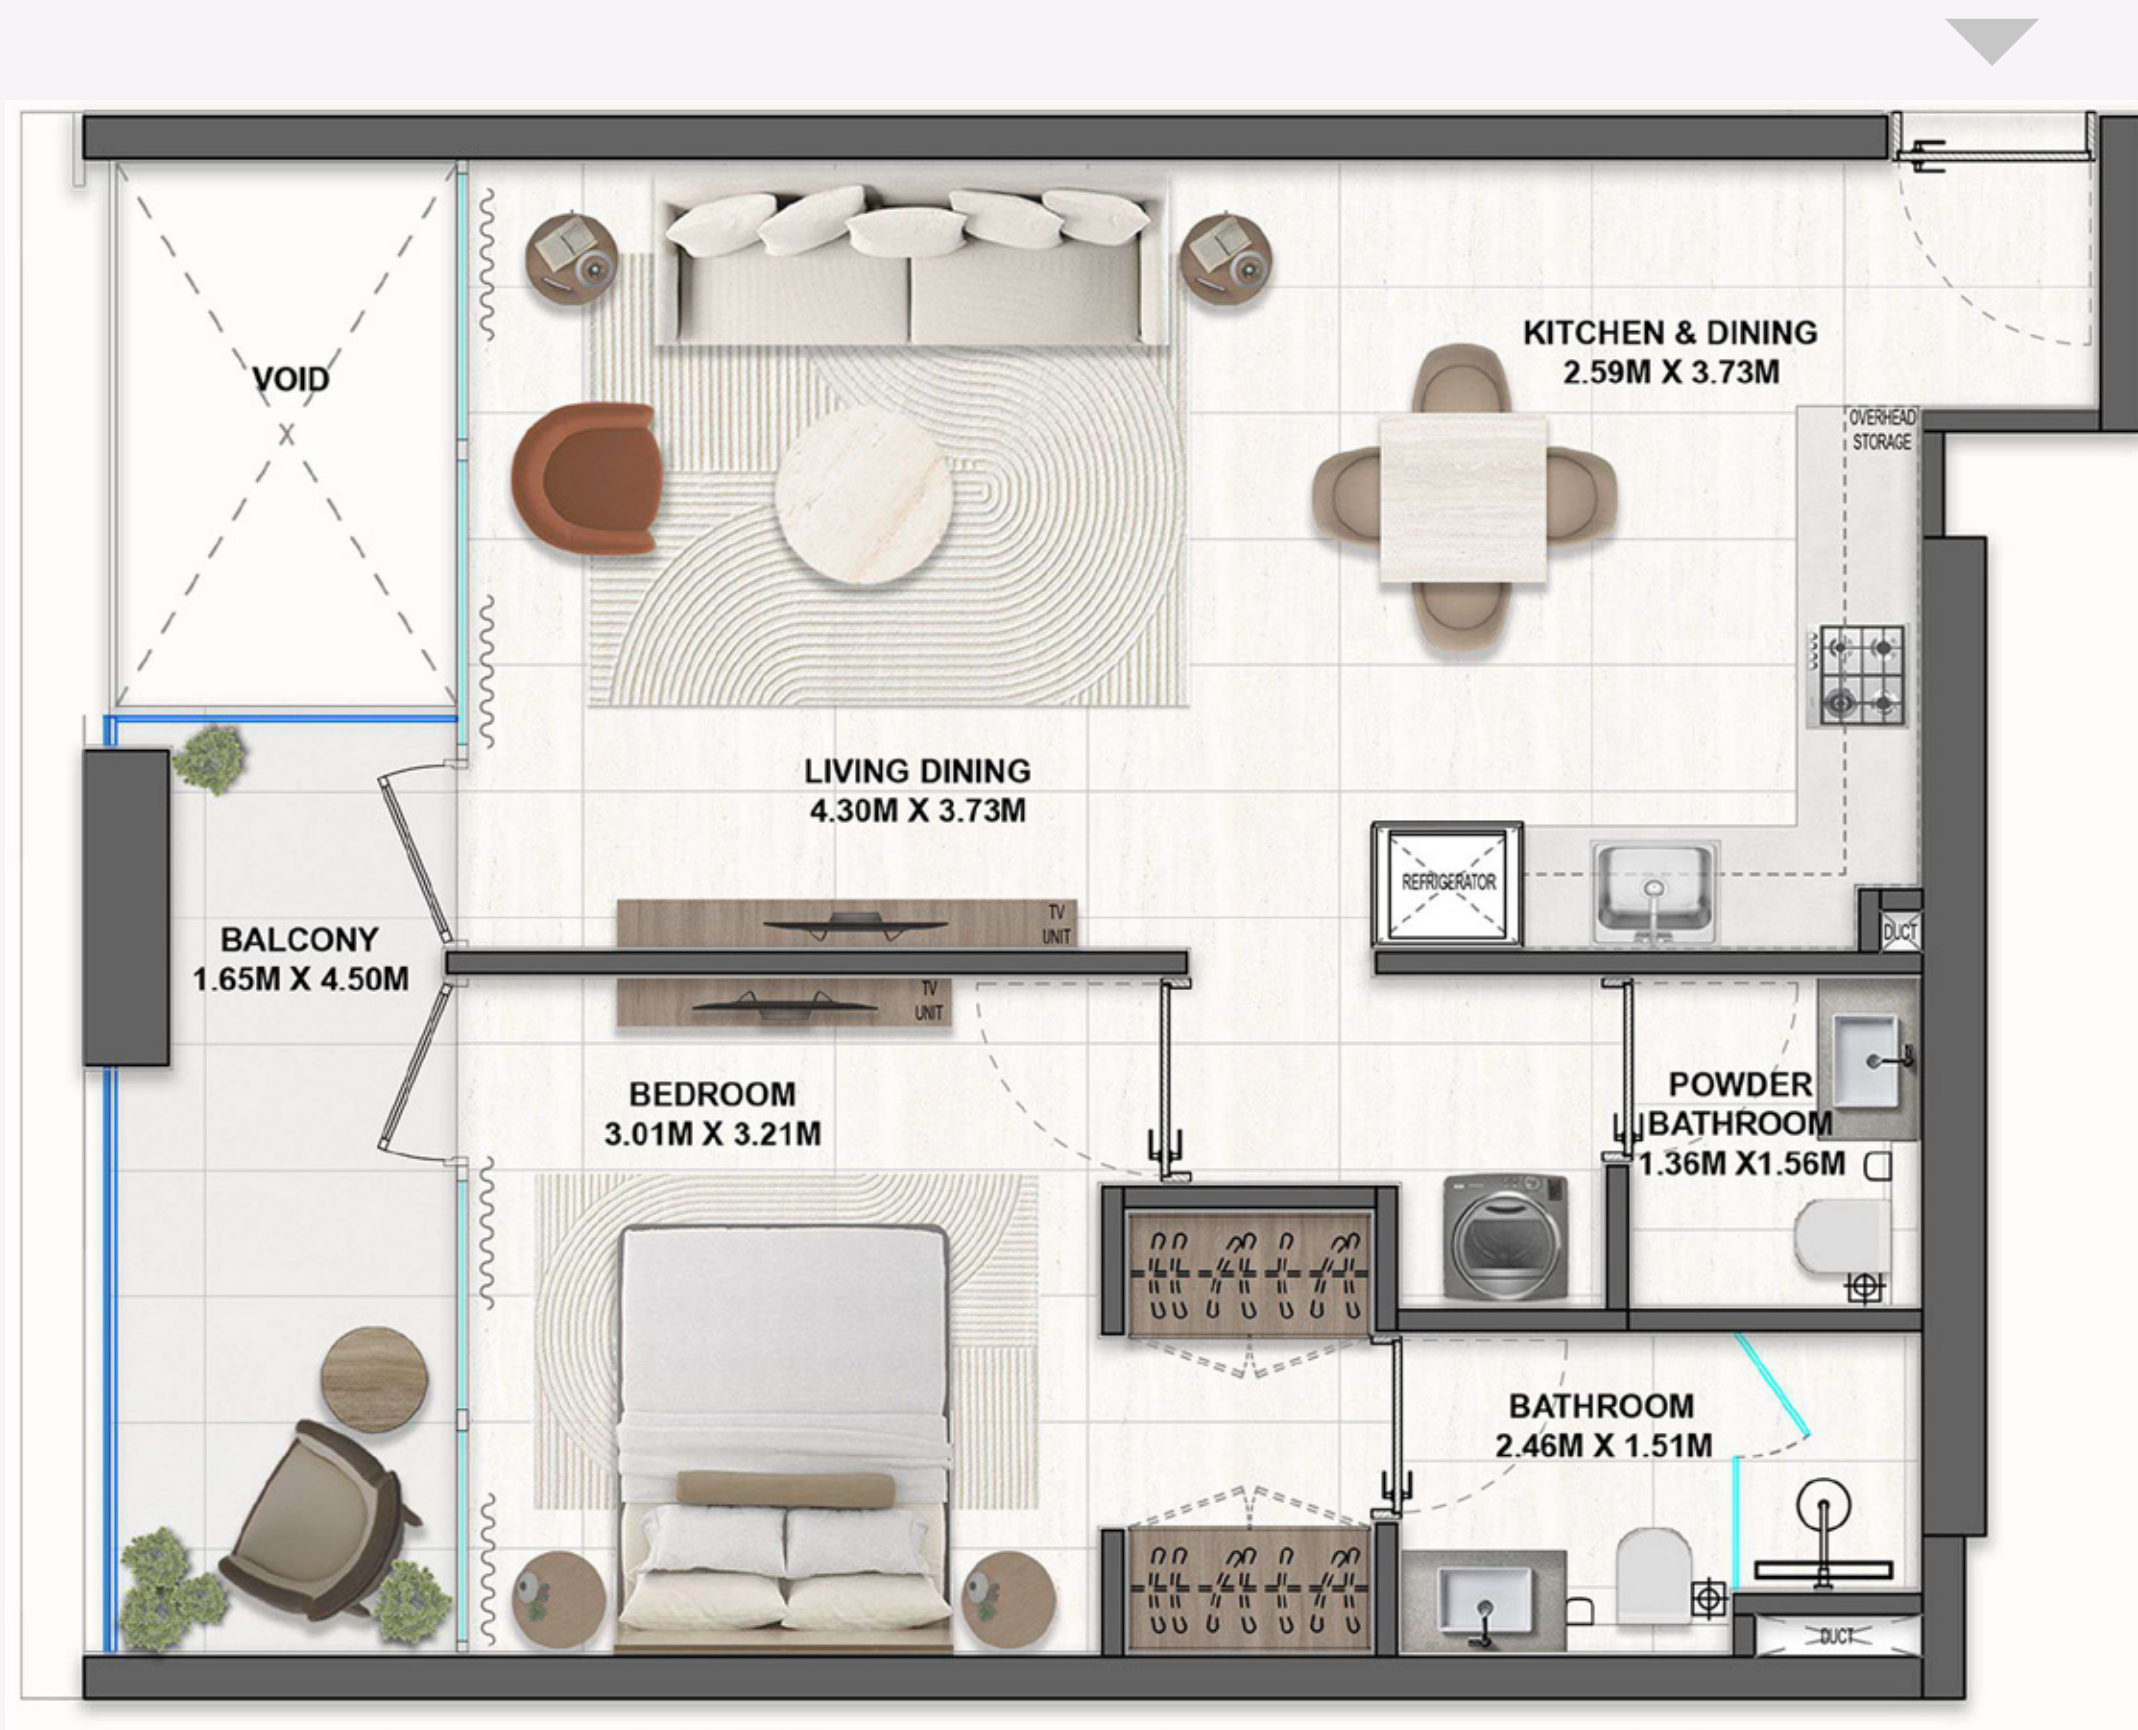 KITCHEN & DINING
2.59M X 3.73M
VOID
OVERHEAD
STORAGE
LIVING DINING
4.30M X 3.73M
REFRIGERATOR
TV
UNIT
DUCT
BALCONY
1.65M X 4.50M
TV
UNIT
BEDROOM
3.01M X 3.21M
POWDER
BATHROOM
1.36M X1.56M
BATHROOM
2.46M X 1.51M
DUCT